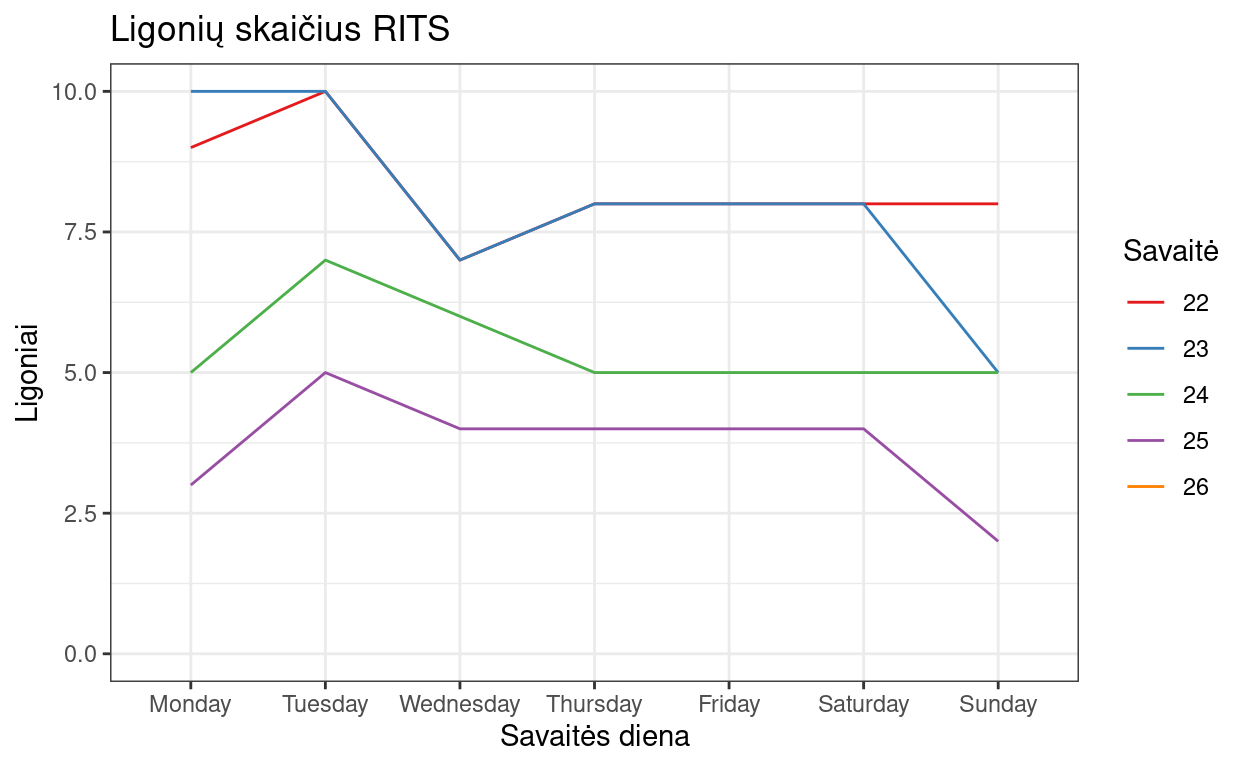 Ligonių skaičius RITS
10.0
7.5
5.0
2.5
0.0
Ligoniai
Monday Tuesday Wednesday Thursday Friday Saturday Sunday
Savaitės diena
Savaitė
22
23
24
25
26